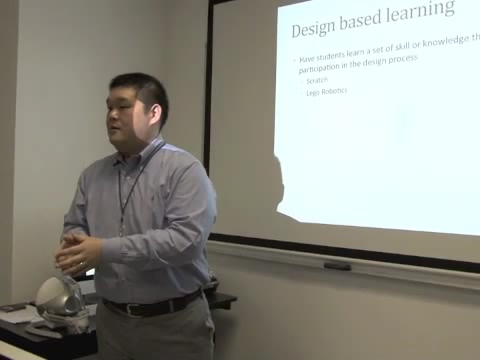 Design based learning
Have students learn a set of skill or knowledge th
participation in the design process
Scratch
Lego Robotics